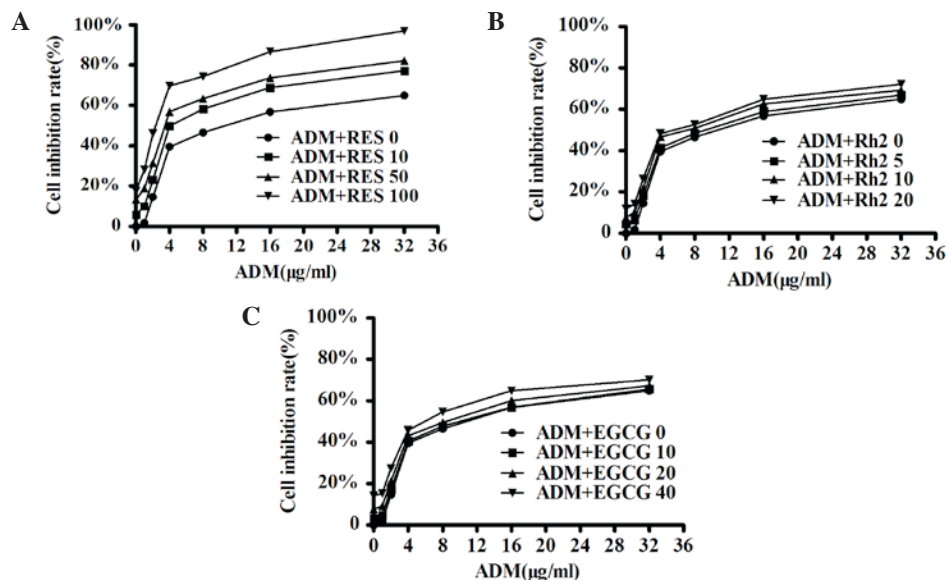 A
Cell inhibition rate(%)
100%
80%
60%
40%
20%
0
0 4 8 12 16 20 24 28 32 36
ADM(μg/ml)
ADM+RES 0
ADM+RES 10
ADM+RES 50
ADM+RES 100
B
Cell inhibition rate(%)
100%
80%
60%
40%
20%
0
0 4 8 12 16 20 24 28 32 36
ADM(μg/ml)
ADM+Rh2 0
ADM+Rh2 5
ADM+Rh2 10
ADM+Rh2 20
C
Cell inhibition rate(%)
100%
80%
60%
40%
20%
0
0 4 8 12 16 20 24 28 32 36
ADM(μg/ml)
ADM+EGCG 0
ADM+EGCG 10
ADM+EGCG 20
ADM+EGCG 40